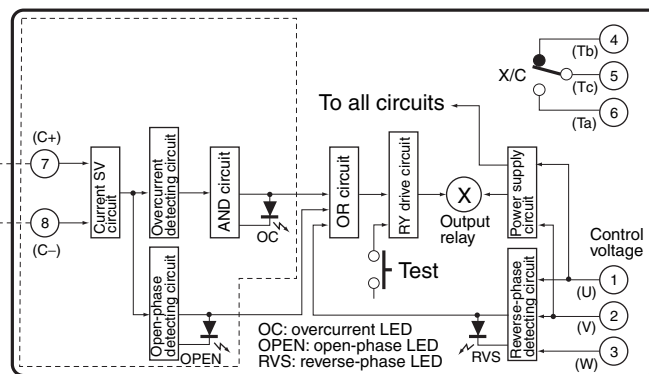 4
(Tb)
X/C
5
(Tc)
6
(Ta)
To all circuits
(C+)
7
8
(C−)
Current SV
circuit
Overcurrent
detecting circuit
AND circuit
OC
OR circuit
RY drive circuit
X
Output
relay
Power supply
circuit
Test
Control
voltage
1
(U)
2
(V)
3
(W)
Open-phase
detecting circuit
OPEN
OC: overcurrent LED
OPEN: open-phase LED
RVS: reverse-phase LED
RVS
Reverse-phase
detecting circuit